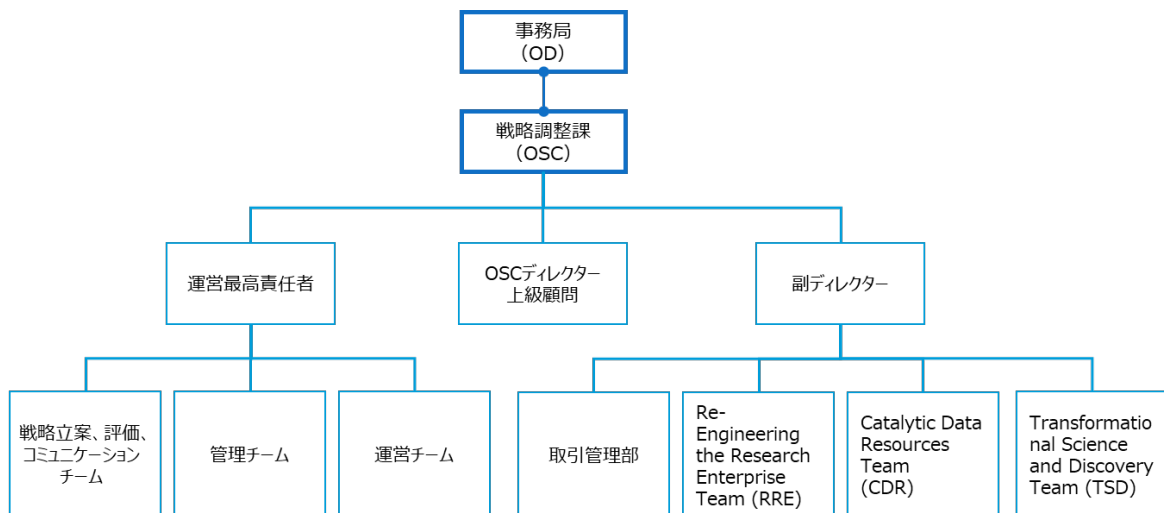 事務局
(OD)
戦略調整課
(OSC)
運営最高責任者
OSCディレクター
上級顧問
副ディレクター
戦略立案、評価、
コミュニケーション
チーム
管理チーム
運営チーム
取引管理部
Re-
Engineering
the Research
Enterprise
Team (RRE)
Catalytic Data
Resources
Team
(CDR)
Transformatio
nal Science
and Discovery
Team (TSD)